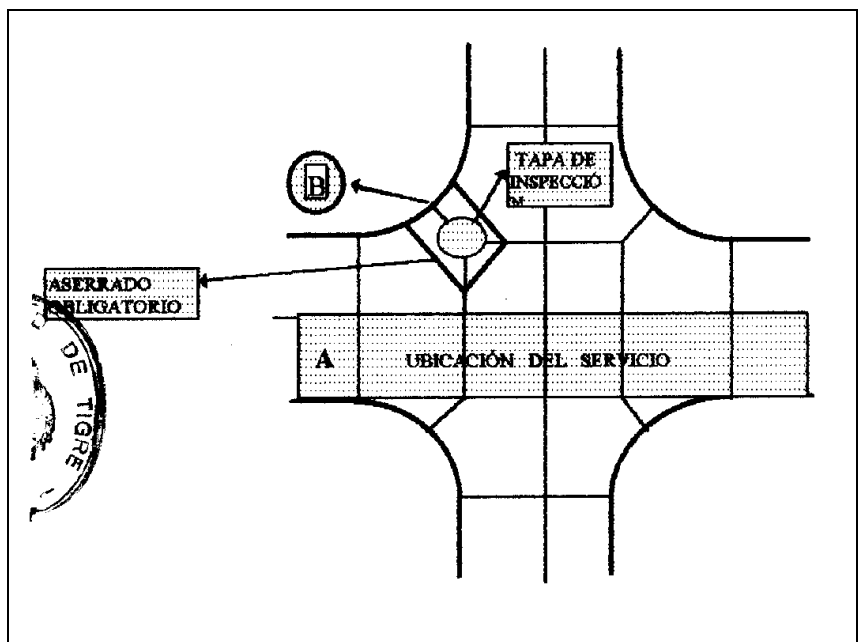 B
TAPA DE
INSPECCIÓ
N
ASERRADO
OBLIGATORIO
A UBICACIÓN DEL SERVICIO
DE TIGRE